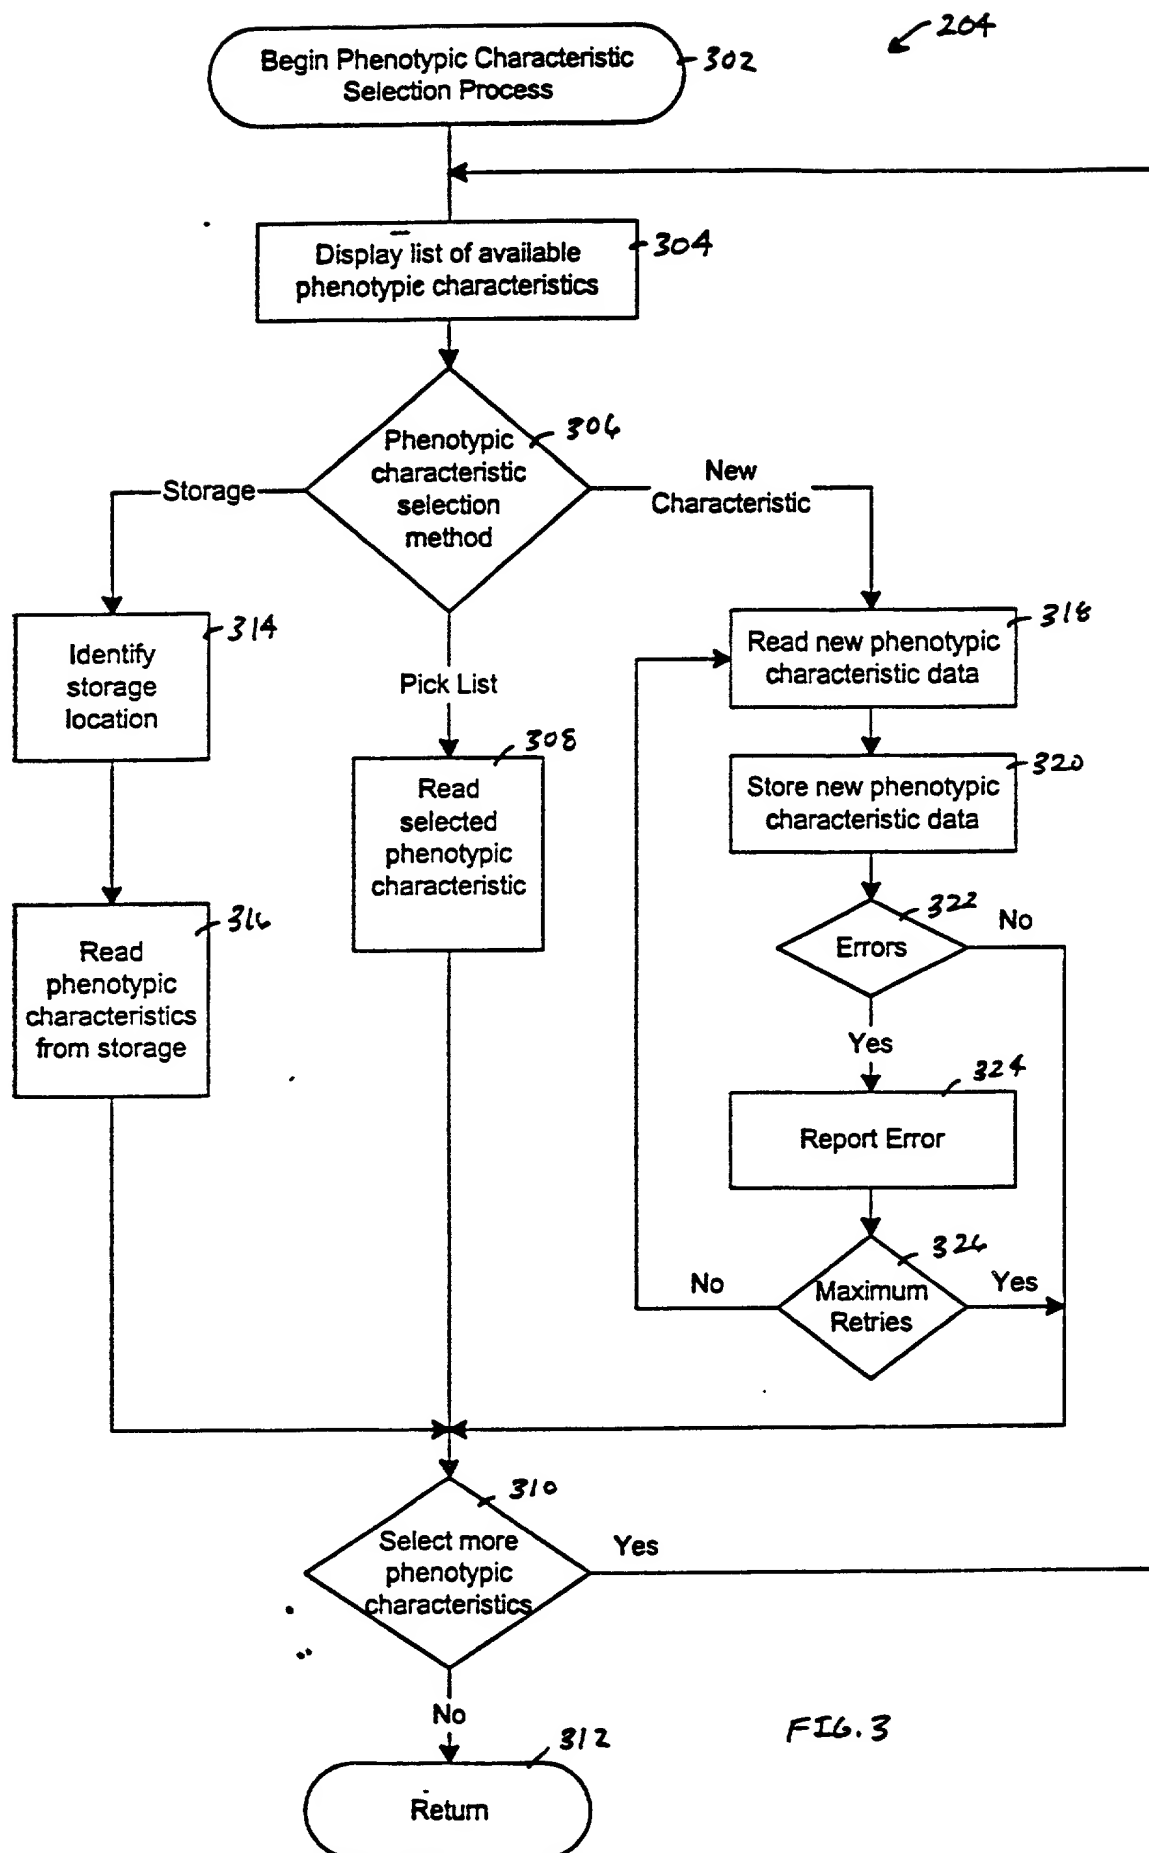 204
Begin Phenotypic Characteristic
Selection Process
302
Display list of available
phenotypic characteristics
304
Phenotypic
characteristic
selection
method
306
Storage
New
Characteristic
Pick List
Identify
storage
location
314
Read
selected
phenotypic
characteristic
308
Read new phenotypic
characteristic data
318
Store new phenotypic
characteristic data
320
Read
phenotypic
characteristics
from storage
316
Errors
322
No
Yes
Report Error
324
Maximum
Retries
326
No
Yes
Select more
phenotypic
characteristics
310
Yes
No
Return
312
FIG. 3